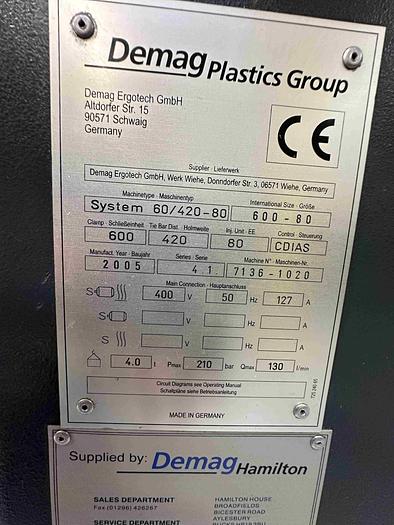 Demag Plastics Group
Demag Ergotech GmbH
Altdorfer Str. 15
90571 Schwaig
Germany
CE
Supplier - Lieferwerk
Demag Ergotech GmbH, Werk Wiehe, Donndorfer Str. 3, 06571 Wiehe, Germany
Machinetype - Maschinentyp International Size - Größe
System 60/420-80 600-80
Clamp - Schließeinheit Tie Bar Dist. - Holmweite Inj. Unit - EE. Control - Steuerung
600 420 80 CDIAS
Manufact. Year - Baujahr Series - Serie Machine N° - Maschinen-Nr.
2005 41. 7136-1020
Main Connection - Hauptanschluss
S 400 V 50 Hz 127 A
S V Hz A
S V Hz A
4.0 t Pmax 210 bar Qmax 130 l/min
Circuit Diagrams see Operating Manual
Schaltpläne siehe Betriebsanleitung
MADE IN GERMANY
Supplied by: Demag Hamilton
SALES DEPARTMENT HAMILTON HOUSE
Fax (01296) 426267 BROADFIELDS
BICESTER ROAD
SERVICE DEPARTMENT AYLESBURY